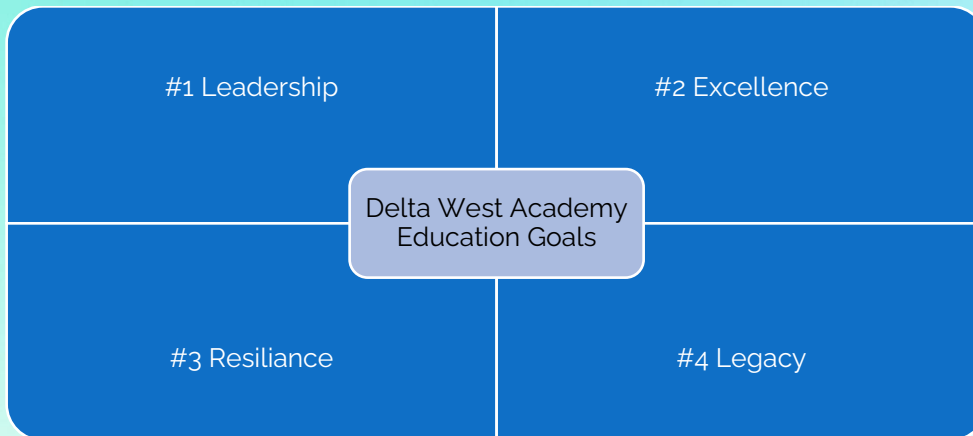 #1 Leadership
#2 Excellence
Delta West Academy
Education Goals
#3 Resiliance
#4 Legacy